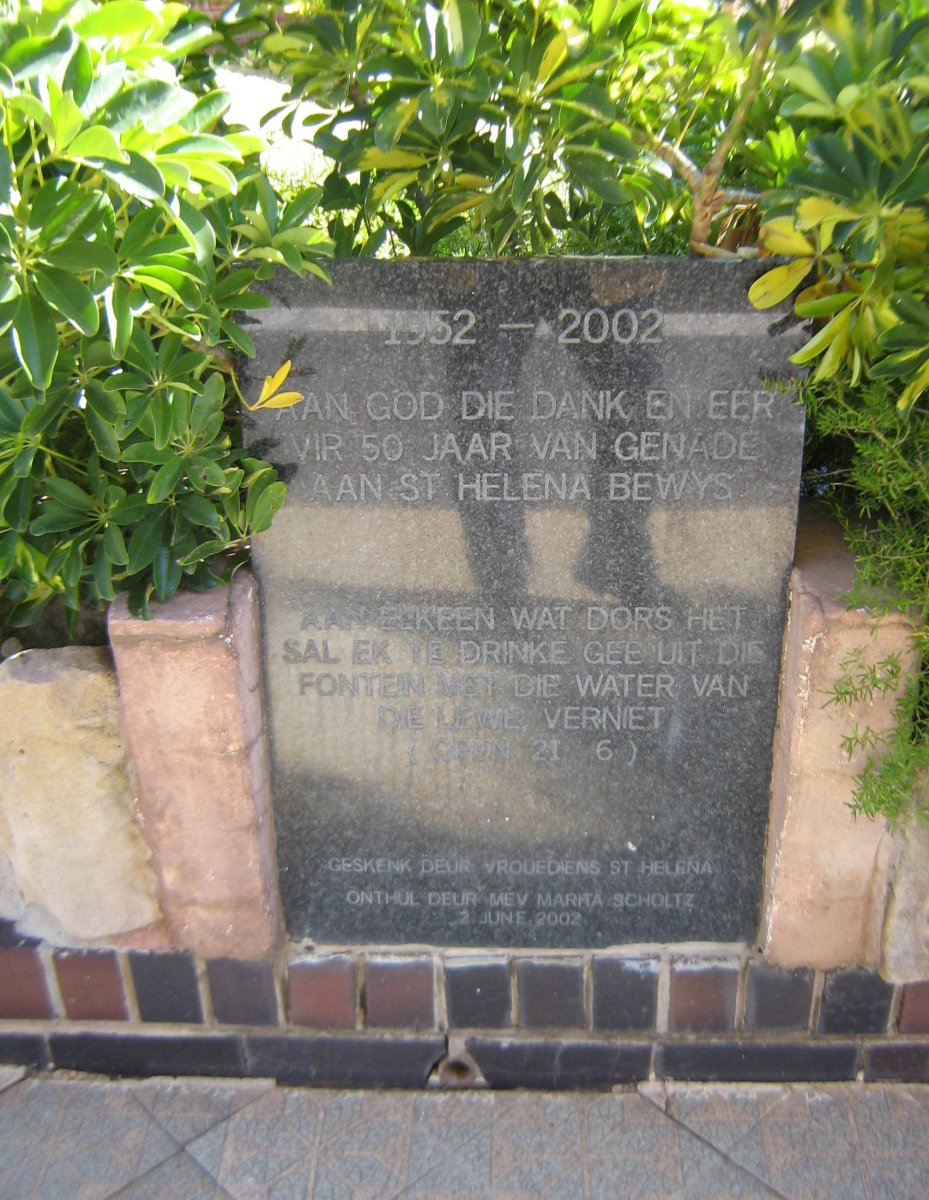 1952 — 2002
AAN GOD DIE DANK EN EER
VIR 50 JAAR VAN GENADE
AAN ST HELENA BEWYS
AAN ELKEEN WAT DORS HET
SAL EK TE DRINKE GEE UIT DIE
FONTEIN MET DIE WATER VAN
DIE LEWE, VERNIET
( OPEN 21 6 )
GESKENK DEUR VROUEDIENS ST HELENA
ONTHUL DEUR MEV MARITA SCHOLTZ
2 JUNE 2002